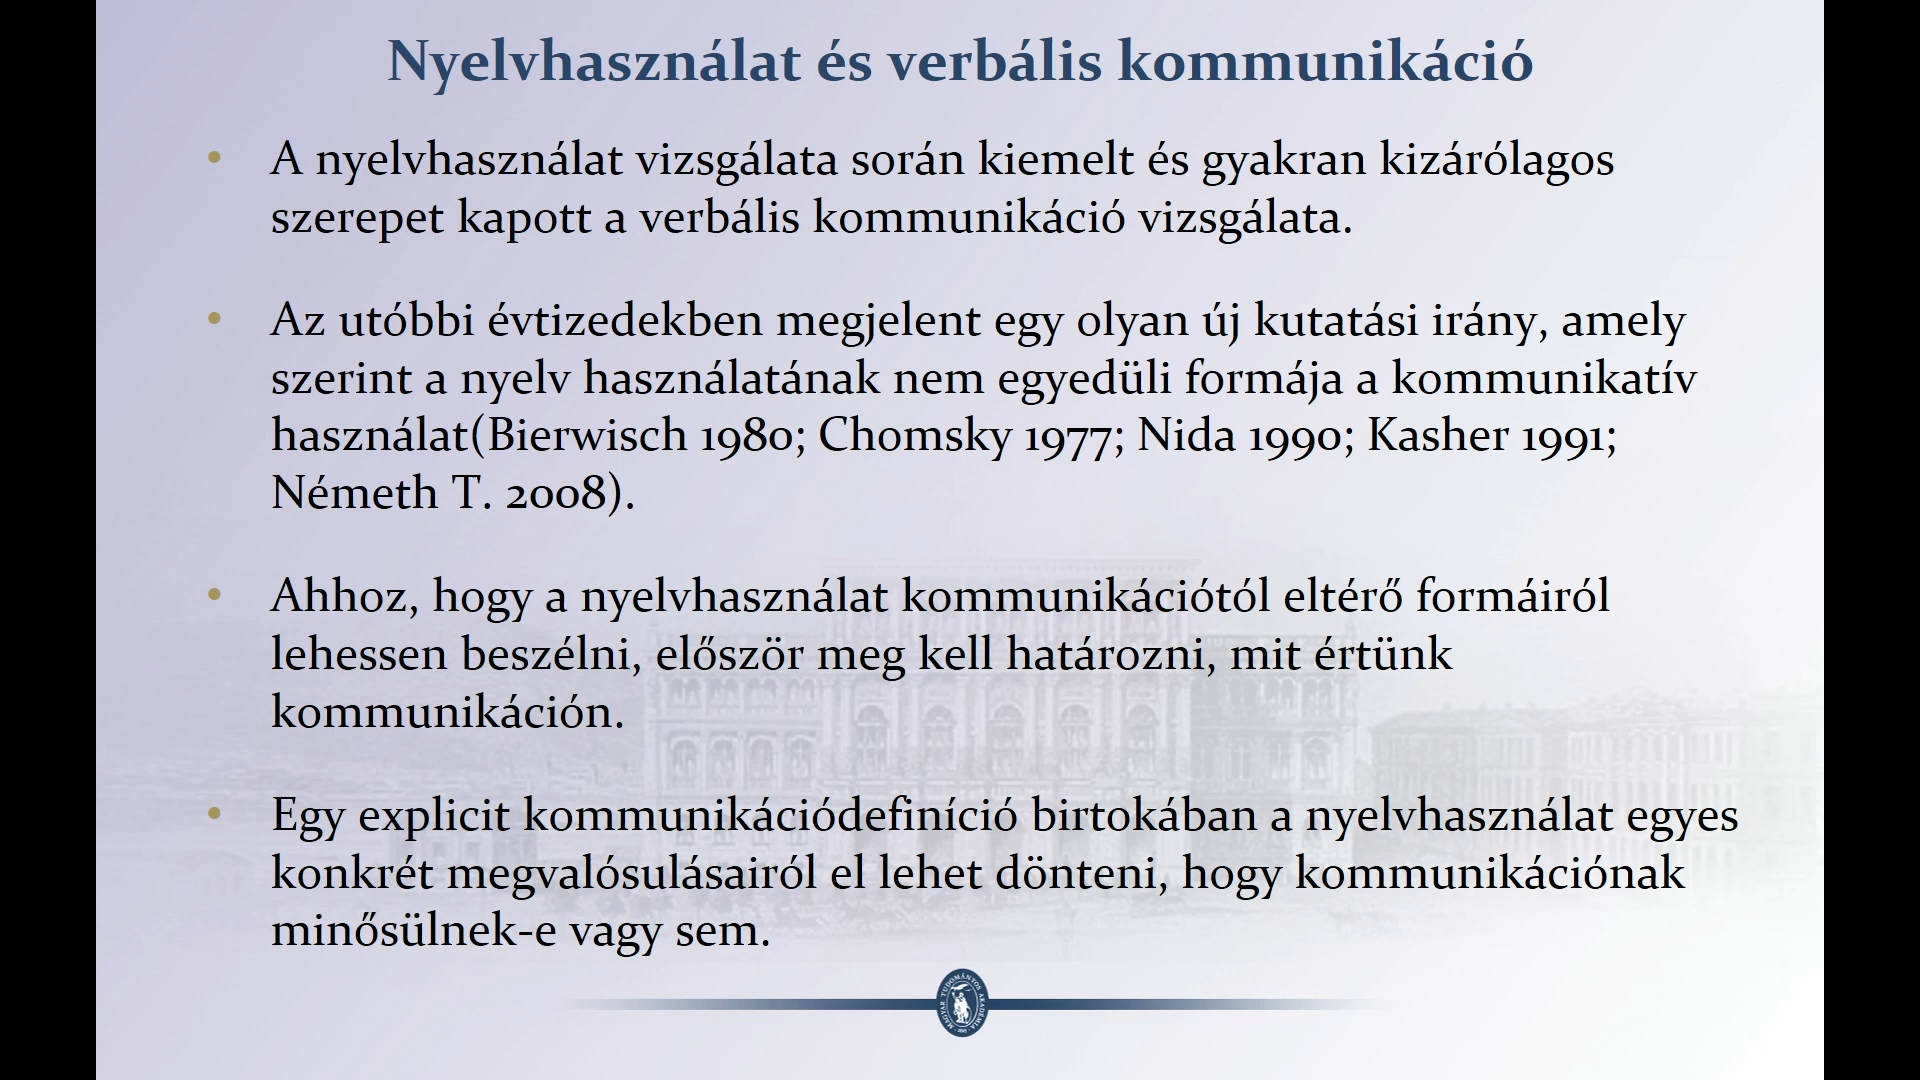 Nyelvhasználat és verbális kommunikáció
• A nyelvhasználat vizsgálata során kiemelt és gyakran kizárólagos
szerepet kapott a verbális kommunikáció vizsgálata.
• Az utóbbi évtizedekben megjelent egy olyan új kutatási irány, amely
szerint a nyelv használatának nem egyedüli formája a kommunikatív
használat(Bierwisch 1980; Chomsky 1977; Nida 1990; Kasher 1991;
Németh T. 2008).
• Ahhoz, hogy a nyelvhasználat kommunikációtól eltérő formáiról
lehessen beszélni, először meg kell határozni, mit értünk
kommunikáción.
• Egy explicit kommunikációdefiníció birtokában a nyelvhasználat egyes
konkrét megvalósulásairól el lehet dönteni, hogy kommunikációnak
minősülnek-e vagy sem.
MAGYAR TUDOMÁNYOS AKADÉMIA